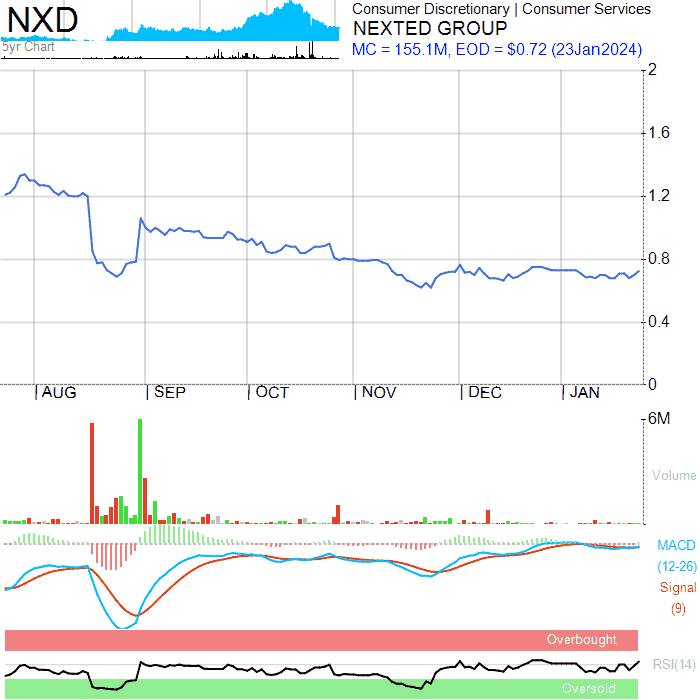 NXD
Consumer Discretionary | Consumer Services
NEXTED GROUP
MC = 155.1M, EOD = $0.72 (23Jan2024)
5yr Chart
2
1.6
1.2
0.8
0.4
0
| AUG | SEP | OCT | NOV | DEC | JAN
6M
Volume
MACD
(12-26)
Signal
(9)
Overbought
RSI(14)
Oversold